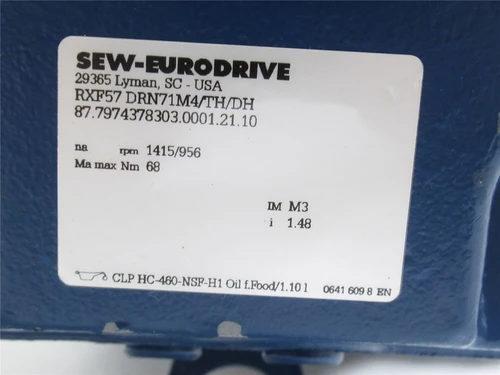 SEW-EURODRIVE
29365 Lyman, SC - USA
RXF57 DRN71M4/TH/DH
87.7974378303.0001.21.10
na rpm 1415/956
Ma max Nm 68
IM M3
i 1.48
CLP HC-460-NSF-H1 Oil f.Food/1.10 l 0641 609 8 EN